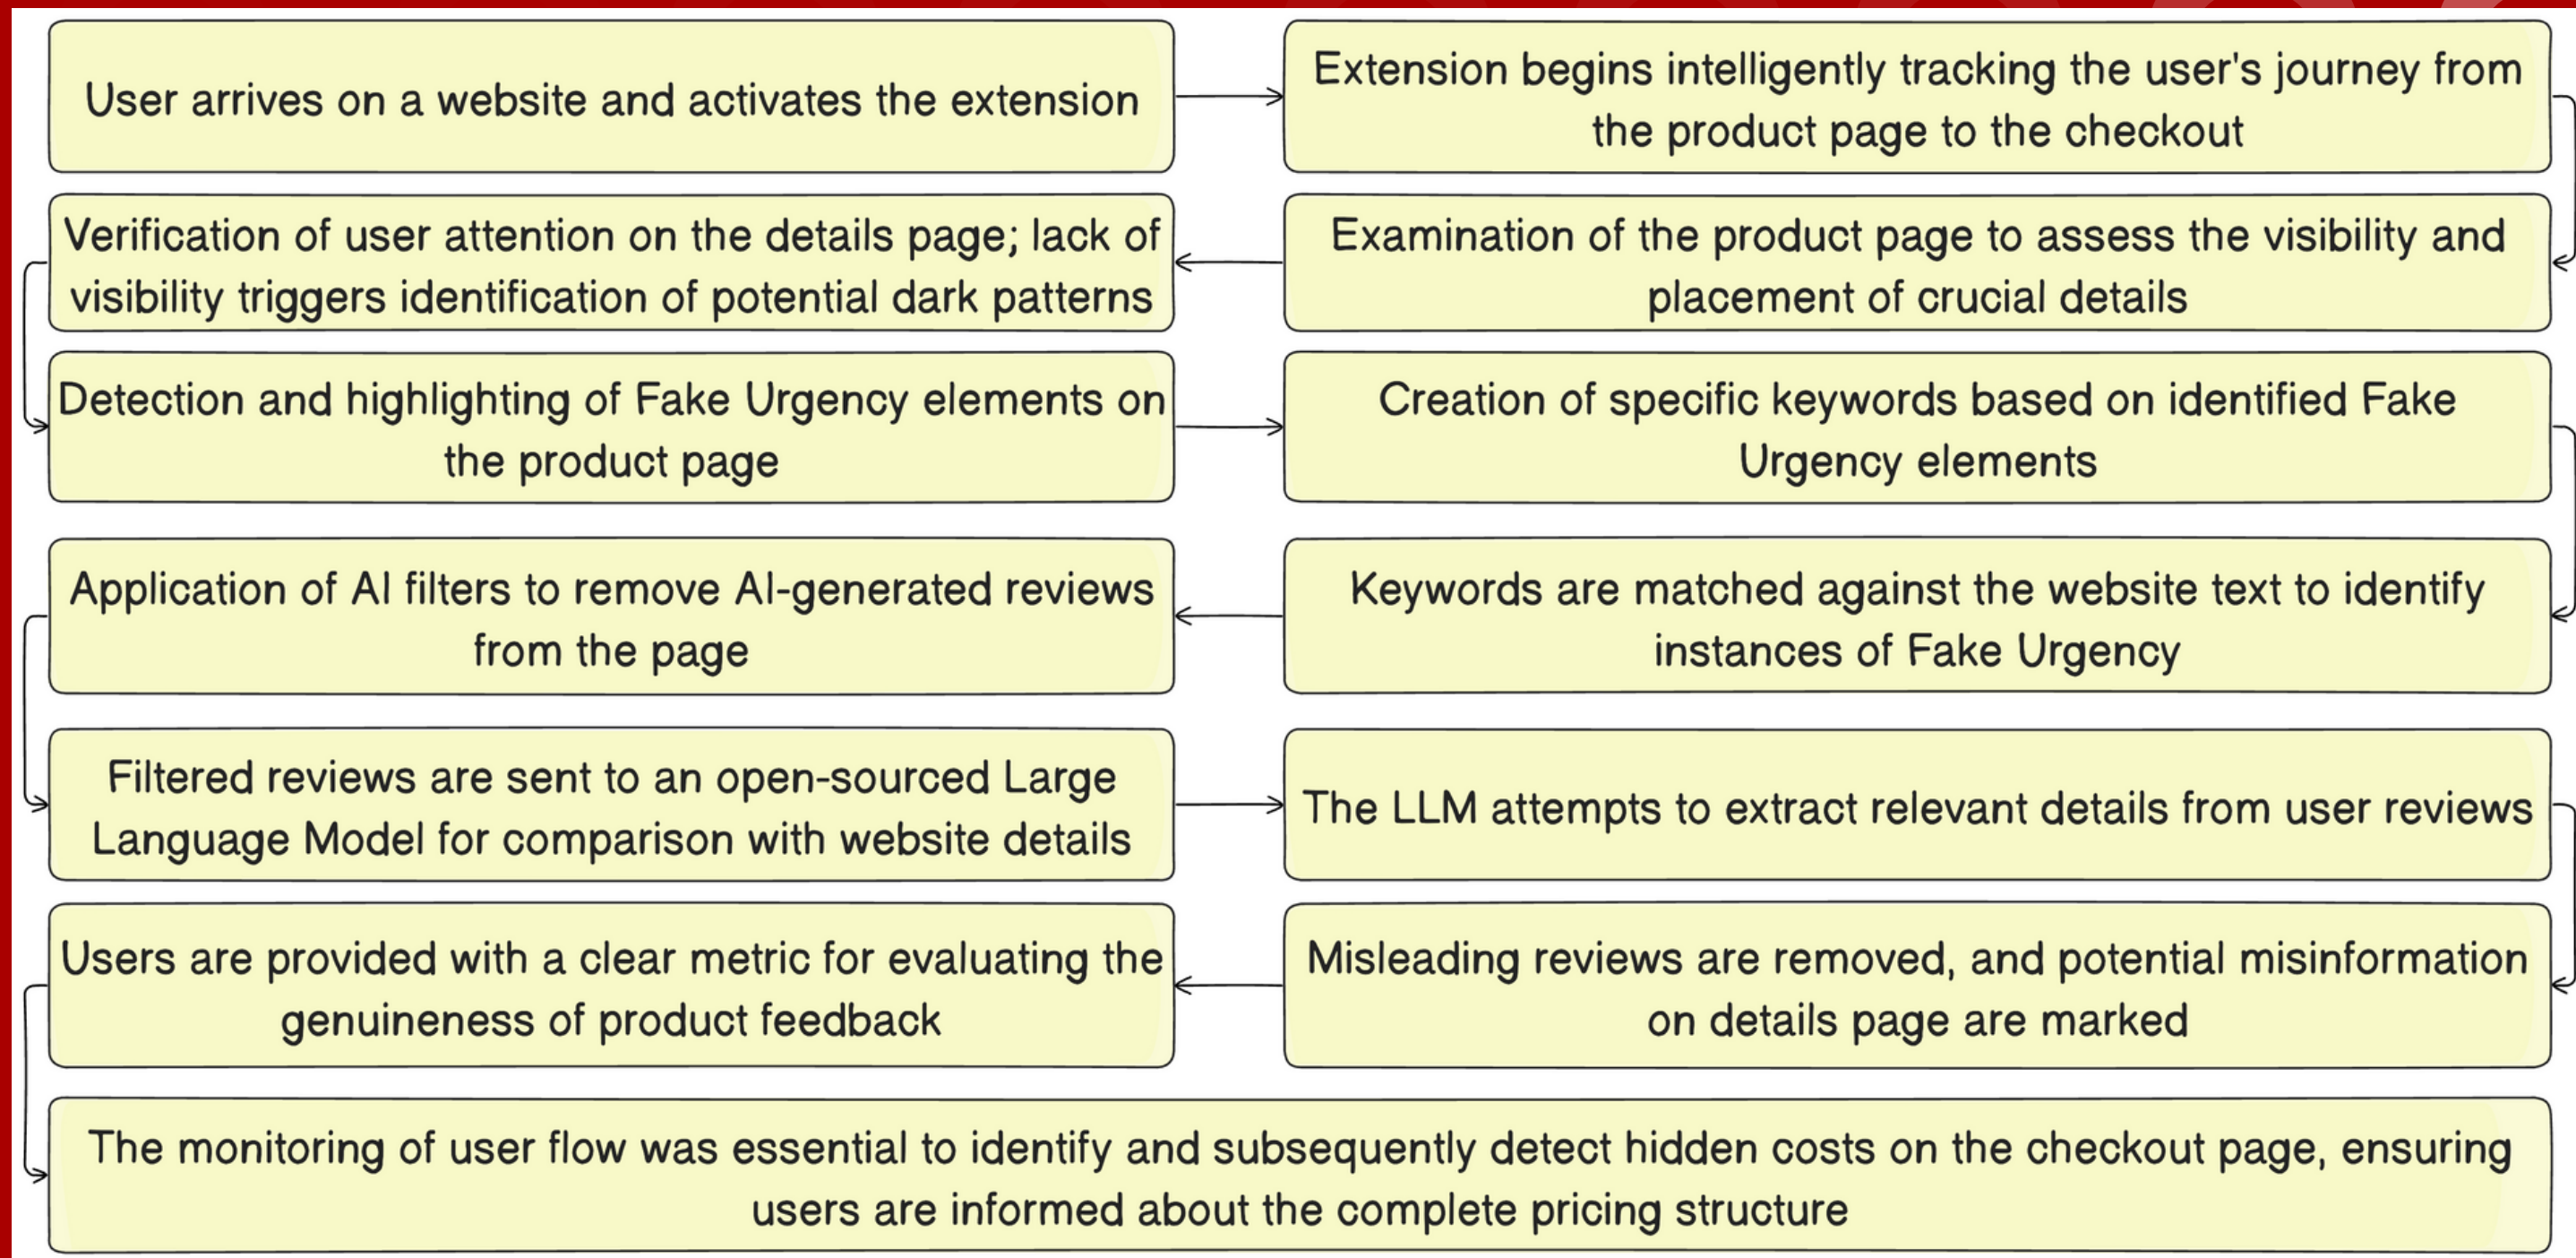 User arrives on a website and activates the extension
Extension begins intelligently tracking the user's journey from
the product page to the checkout
Examination of the product page to assess the visibility and
placement of crucial details
Verification of user attention on the details page; lack of
visibility triggers identification of potential dark patterns
Detection and highlighting of Fake Urgency elements on
the product page
Creation of specific keywords based on identified Fake
Urgency elements
Keywords are matched against the website text to identify
instances of Fake Urgency
Application of AI filters to remove AI-generated reviews
from the page
Filtered reviews are sent to an open-sourced Large
Language Model for comparison with website details
The LLM attempts to extract relevant details from user reviews
Misleading reviews are removed, and potential misinformation
on details page are marked
Users are provided with a clear metric for evaluating the
genuineness of product feedback
The monitoring of user flow was essential to identify and subsequently detect hidden costs on the checkout page, ensuring
users are informed about the complete pricing structure